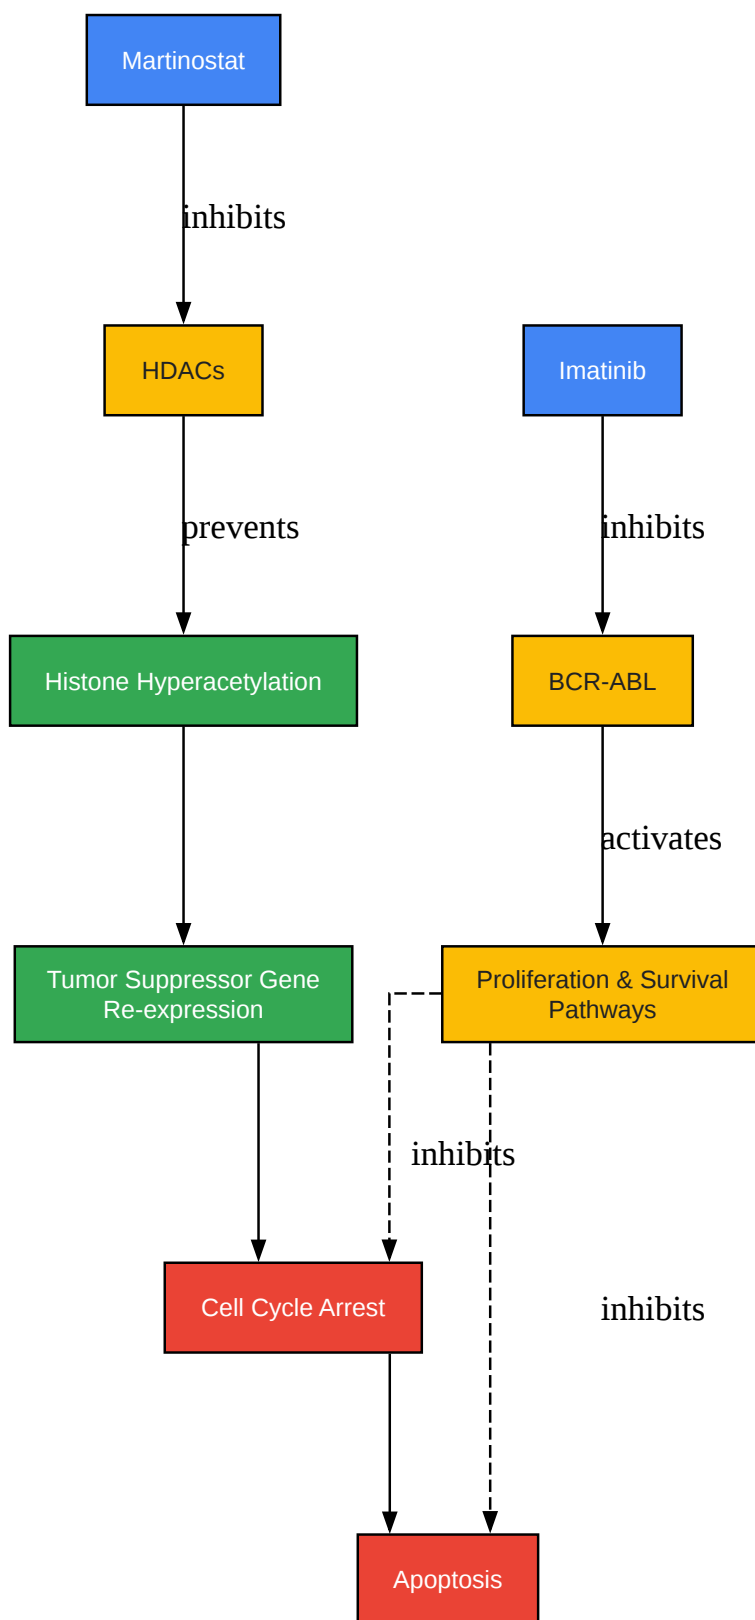 Martinostat
inhibits
HDACs
Imatinib
prevents
inhibits
Histone Hyperacetylation
BCR-ABL
activates
Tumor Suppressor Gene
Re-expression
Proliferation & Survival
Pathways
inhibits
Cell Cycle Arrest
inhibits
Apoptosis